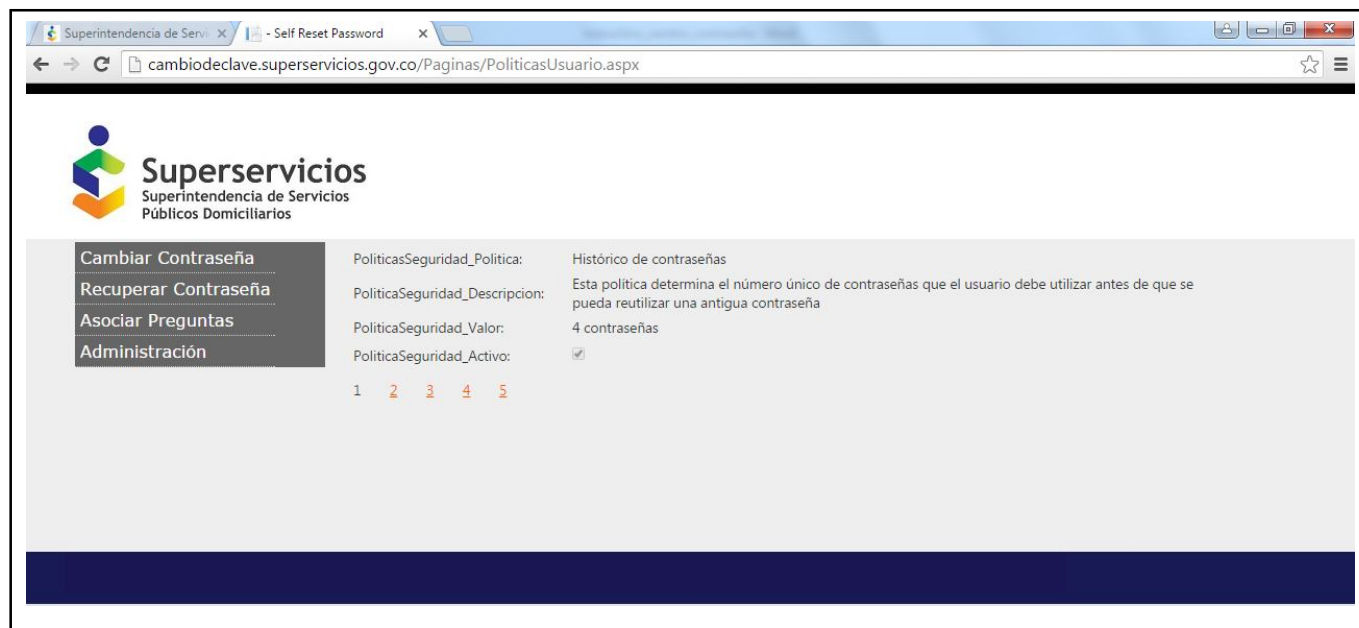 Superintendencia de Servi
- Self Reset Password
cambiodeclave.superservicios.gov.co/Paginas/PoliticasUsuario.aspx
Superservicios
Superintendencia de Servicios
Públicos Domiciliarios
Cambiar Contraseña
Recuperar Contraseña
Asociar Preguntas
Administración
PoliticasSeguridad_Politica: Histórico de contraseñas
PoliticaSeguridad_Descripcion: Esta política determina el número único de contraseñas que el usuario debe utilizar antes de que se
pueda reutilizar una antigua contraseña
PoliticaSeguridad_Valor: 4 contraseñas
PoliticaSeguridad_Activo:
1 2 3 4 5